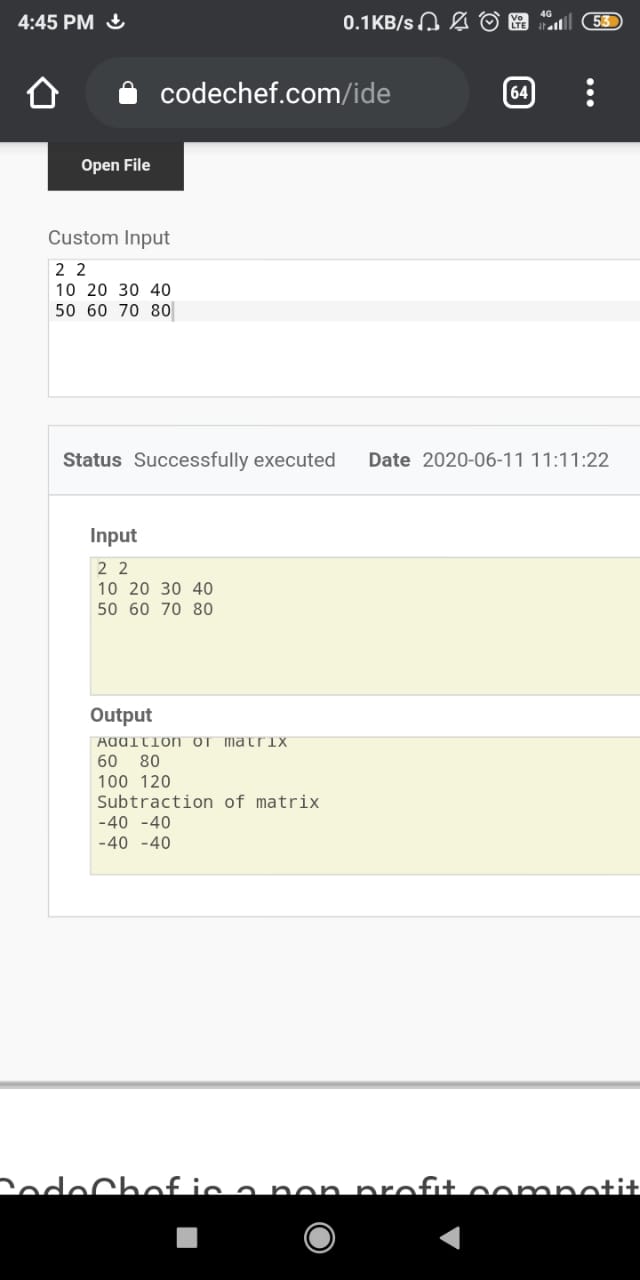 4:45 PM 0.1KB/s Vo LTE 4G 53
codechef.com/ide 64
Open File
Custom Input
2 2
10 20 30 40
50 60 70 80
Status Successfully executed Date 2020-06-11 11:11:22
Input
2 2
10 20 30 40
50 60 70 80
Output
Addition of matrix
60 80
100 120
Subtraction of matrix
-40 -40
-40 -40
CodeChef is a non profit competit